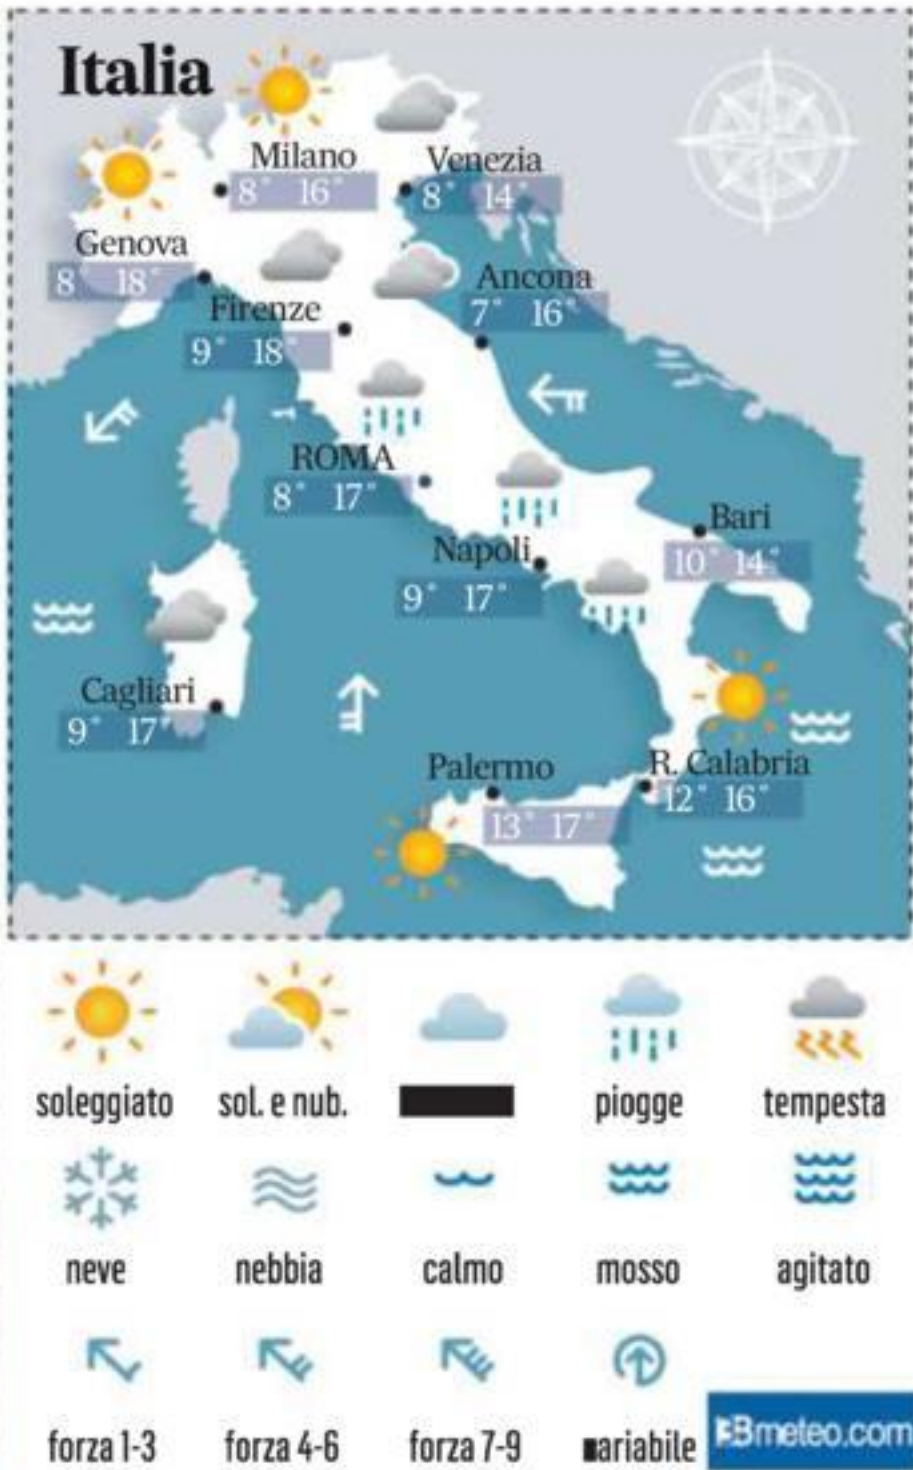 Italia
Milano
8° 16°
Venezia
8° 14°
Genova
8° 18°
Ancona
7° 16°
Firenze
9° 18°
ROMA
8° 17°
Bari
10° 14°
Napoli
9° 17°
Cagliari
9° 17°
Palermo
13° 17°
R. Calabria
12° 16°
soleggiato sol. e nub. piogge tempesta
neve nebbia calmo mosso agitato
forza 1-3 forza 4-6 forza 7-9 ariabile
3Bmeteo.com